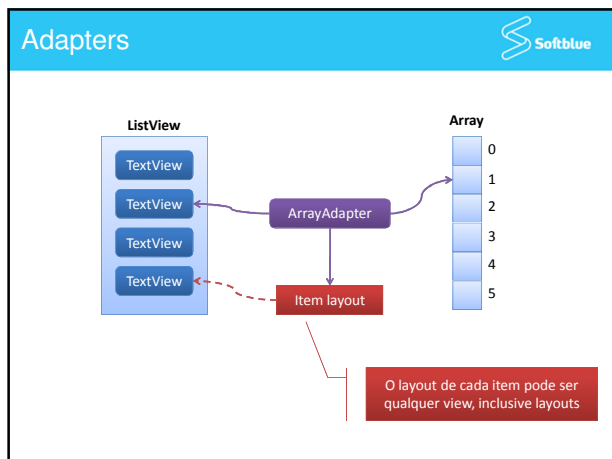 Adapters
Softblue
ListView
Array
TextView
TextView
TextView
TextView
ArrayAdapter
Item layout
0
1
2
3
4
5
O layout de cada item pode ser
qualquer view, inclusive layouts